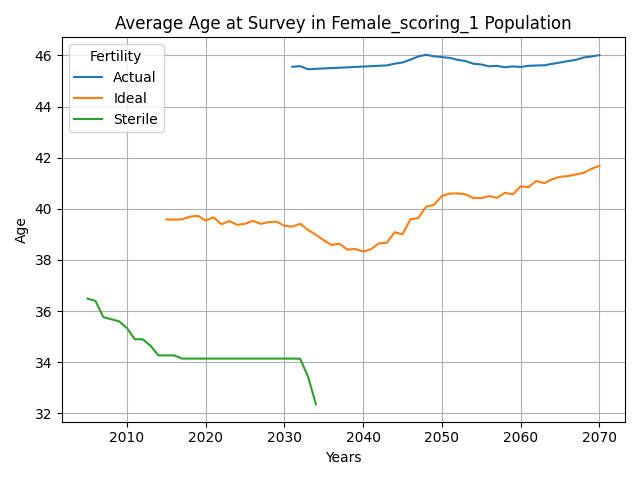 Average Age at Survey in Female_scoring_1 Population
Fertility
Actual
Ideal
Sterile
Age
46
44
42
40
38
36
34
32
2010 2020 2030 2040 2050 2060 2070
Years